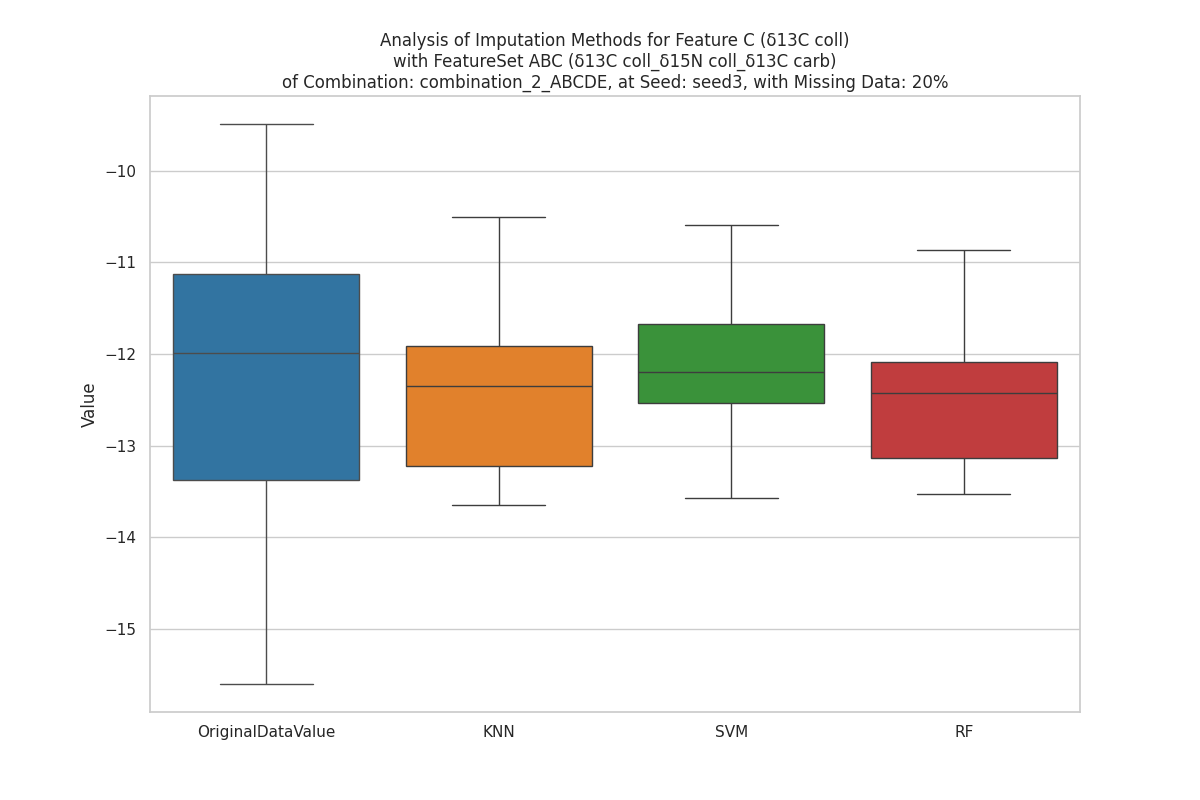 Analysis of Imputation Methods for Feature C (δ13C coll)
with FeatureSet ABC (δ13C coll_δ15N coll_δ13C carb)
of Combination: combination_2_ABCDE, at Seed: seed3, with Missing Data: 20%
−10
−11
−12
−13
−14
−15
Value
OriginalDataValue
KNN
SVM
RF